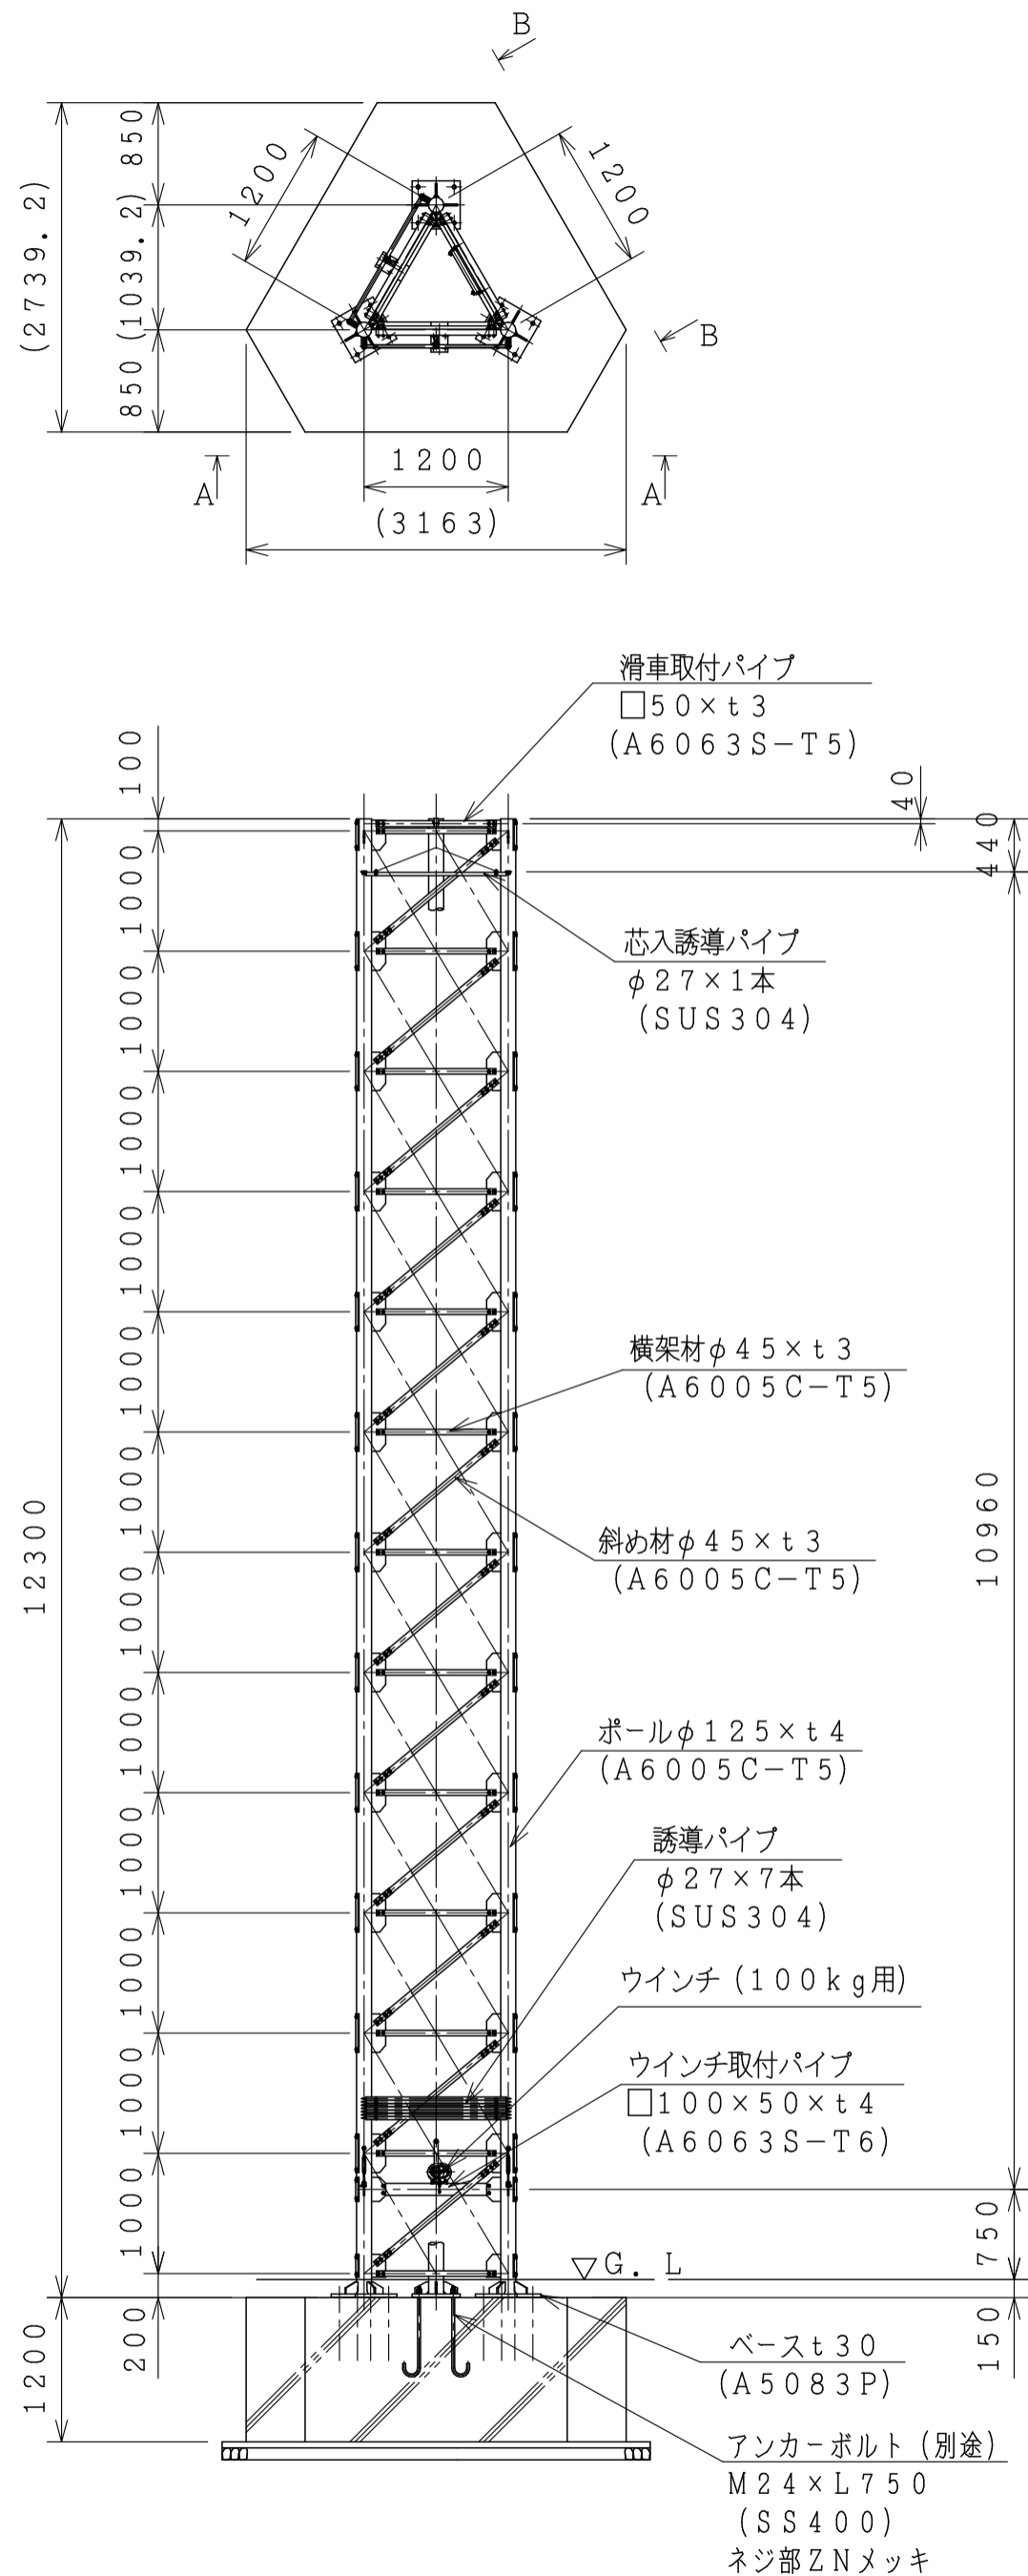 B
850
(1039.2)
850
(2739.2)
1200
1200
B
A
A
1200
(3163)
滑車取付パイプ
□50×t3
(A6063S-T5)
100
40
440
1000
1000
1000
1000
1000
1000
1000
1000
1000
1000
1000
1000
200
12300
1200
芯入誘導パイプ
φ27×1本
(SUS304)
横架材φ45×t3
(A6005C-T5)
10960
斜め材φ45×t3
(A6005C-T5)
ポールφ125×t4
(A6005C-T5)
誘導パイプ
φ27×7本
(SUS304)
ウインチ(100kg用)
ウインチ取付パイプ
□100×50×t4
(A6063S-T6)
750
▽G.L
150
ベースt30
(A5083P)
アンカーボルト(別途)
M24×L750
(SS400)
ネジ部ZNメッキ